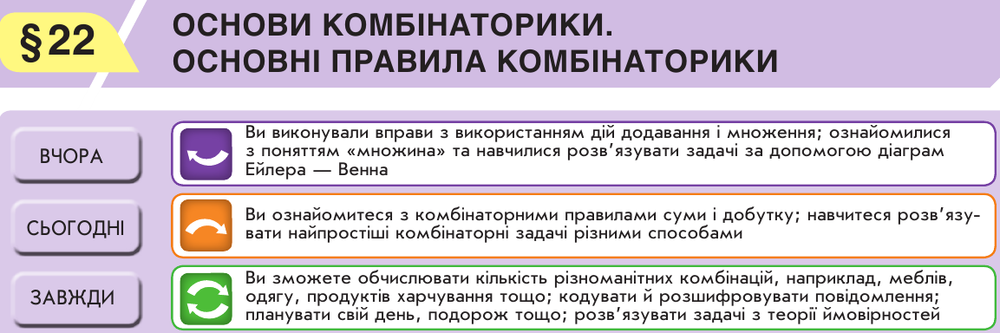 § 22
ОСНОВИ КОМБІНАТОРИКИ.
ОСНОВНІ ПРАВИЛА КОМБІНАТОРИКИ
ВЧОРА
Ви виконували вправи з використанням дій додавання і множення; ознайомилися
з поняттям «множина» та навчилися розв’язувати задачі за допомогою діаграм
Ейлера — Венна
СЬОГОДНІ
Ви ознайомитеся з комбінаторними правилами суми і добутку; навчитеся розв’язу-
вати найпростіші комбінаторні задачі різними способами
ЗАВЖДИ
Ви зможете обчислювати кількість різноманітних комбінацій, наприклад, меблів,
одягу, продуктів харчування тощо; кодувати й розшифровувати повідомлення;
планувати свій день, подорож тощо; розв’язувати задачі з теорії ймовірностей